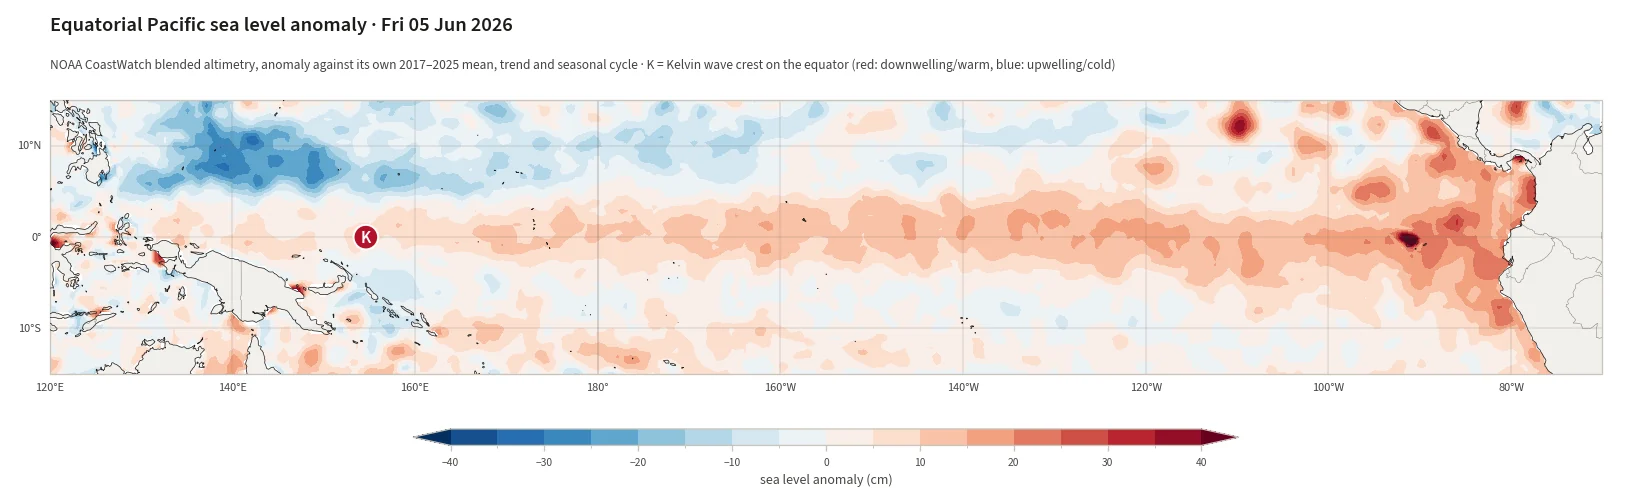 Equatorial Pacific sea level anomaly · Fri 05 Jun 2026
NOAA CoastWatch blended altimetry, anomaly against its own 2017–2025 mean, trend and seasonal cycle · K = Kelvin wave crest on the equator (red: downwelling/warm, blue: upwelling/cold)
10°N
0°
K
10°S
120°E 140°E 160°E 180° 160°W 140°W 120°W 100°W 80°W
−40 −30 −20 −10 0 10 20 30 40
sea level anomaly (cm)